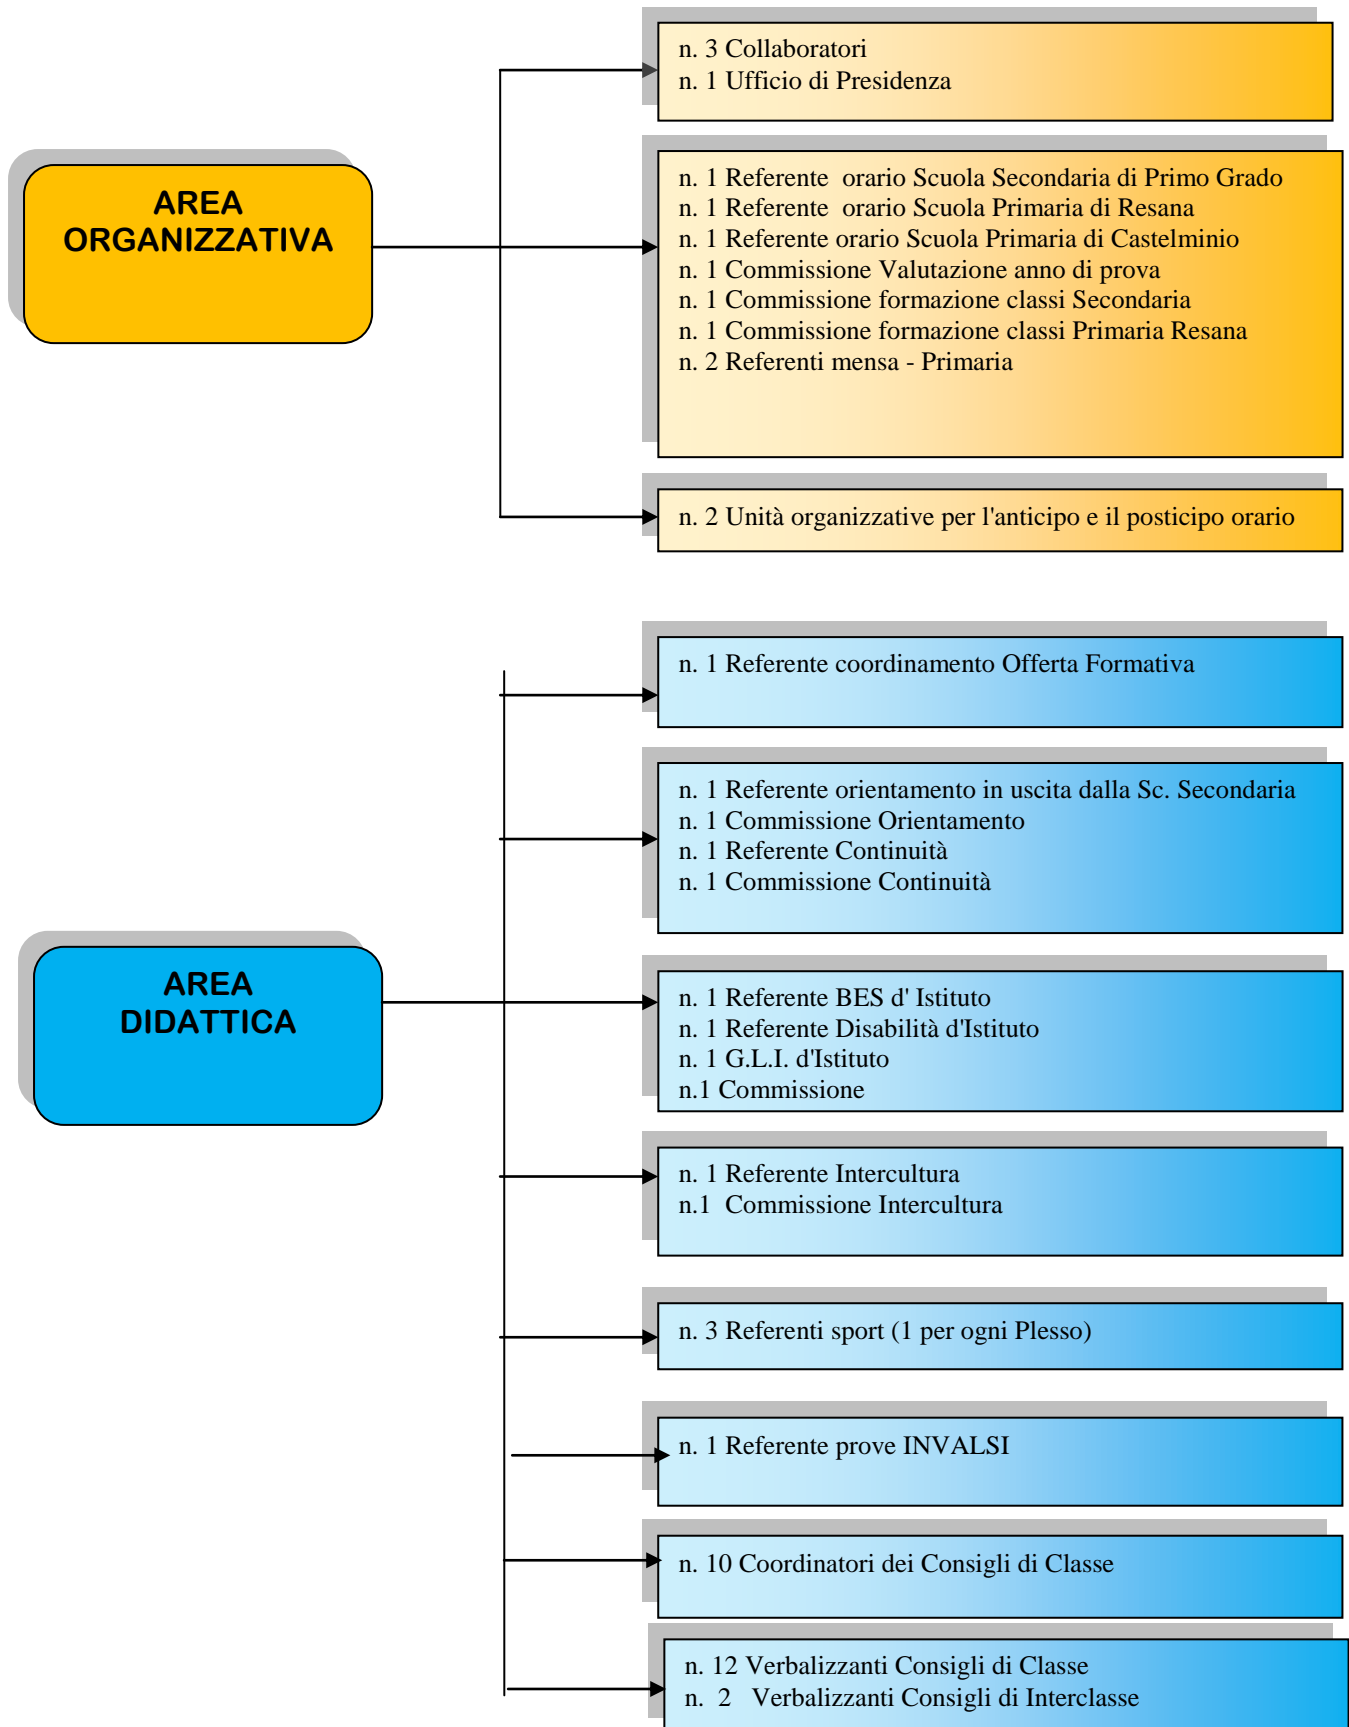 n. 3 Collaboratori
n. 1 Ufficio di Presidenza
AREA
ORGANIZZATIVA
n. 1 Referente  orario Scuola Secondaria di Primo Grado
n. 1 Referente  orario Scuola Primaria di Resana
n. 1 Referente orario Scuola Primaria di Castelminio
n. 1 Commissione Valutazione anno di prova
n. 1 Commissione formazione classi Secondaria
n. 1 Commissione formazione classi Primaria Resana
n. 2 Referenti mensa - Primaria
n. 2 Unità organizzative per l'anticipo e il posticipo orario
n. 1 Referente coordinamento Offerta Formativa
n. 1 Referente orientamento in uscita dalla Sc. Secondaria
n. 1 Commissione Orientamento
n. 1 Referente Continuità
n. 1 Commissione Continuità
AREA
DIDATTICA
n. 1 Referente BES d' Istituto
n. 1 Referente Disabilità d'Istituto
n. 1 G.L.I. d'Istituto
n.1 Commissione
n. 1 Referente Intercultura
n.1  Commissione Intercultura
n. 3 Referenti sport (1 per ogni Plesso)
n. 1 Referente prove INVALSI
n. 10 Coordinatori dei Consigli di Classe
n. 12 Verbalizzanti Consigli di Classe
n.  2   Verbalizzanti Consigli di Interclasse